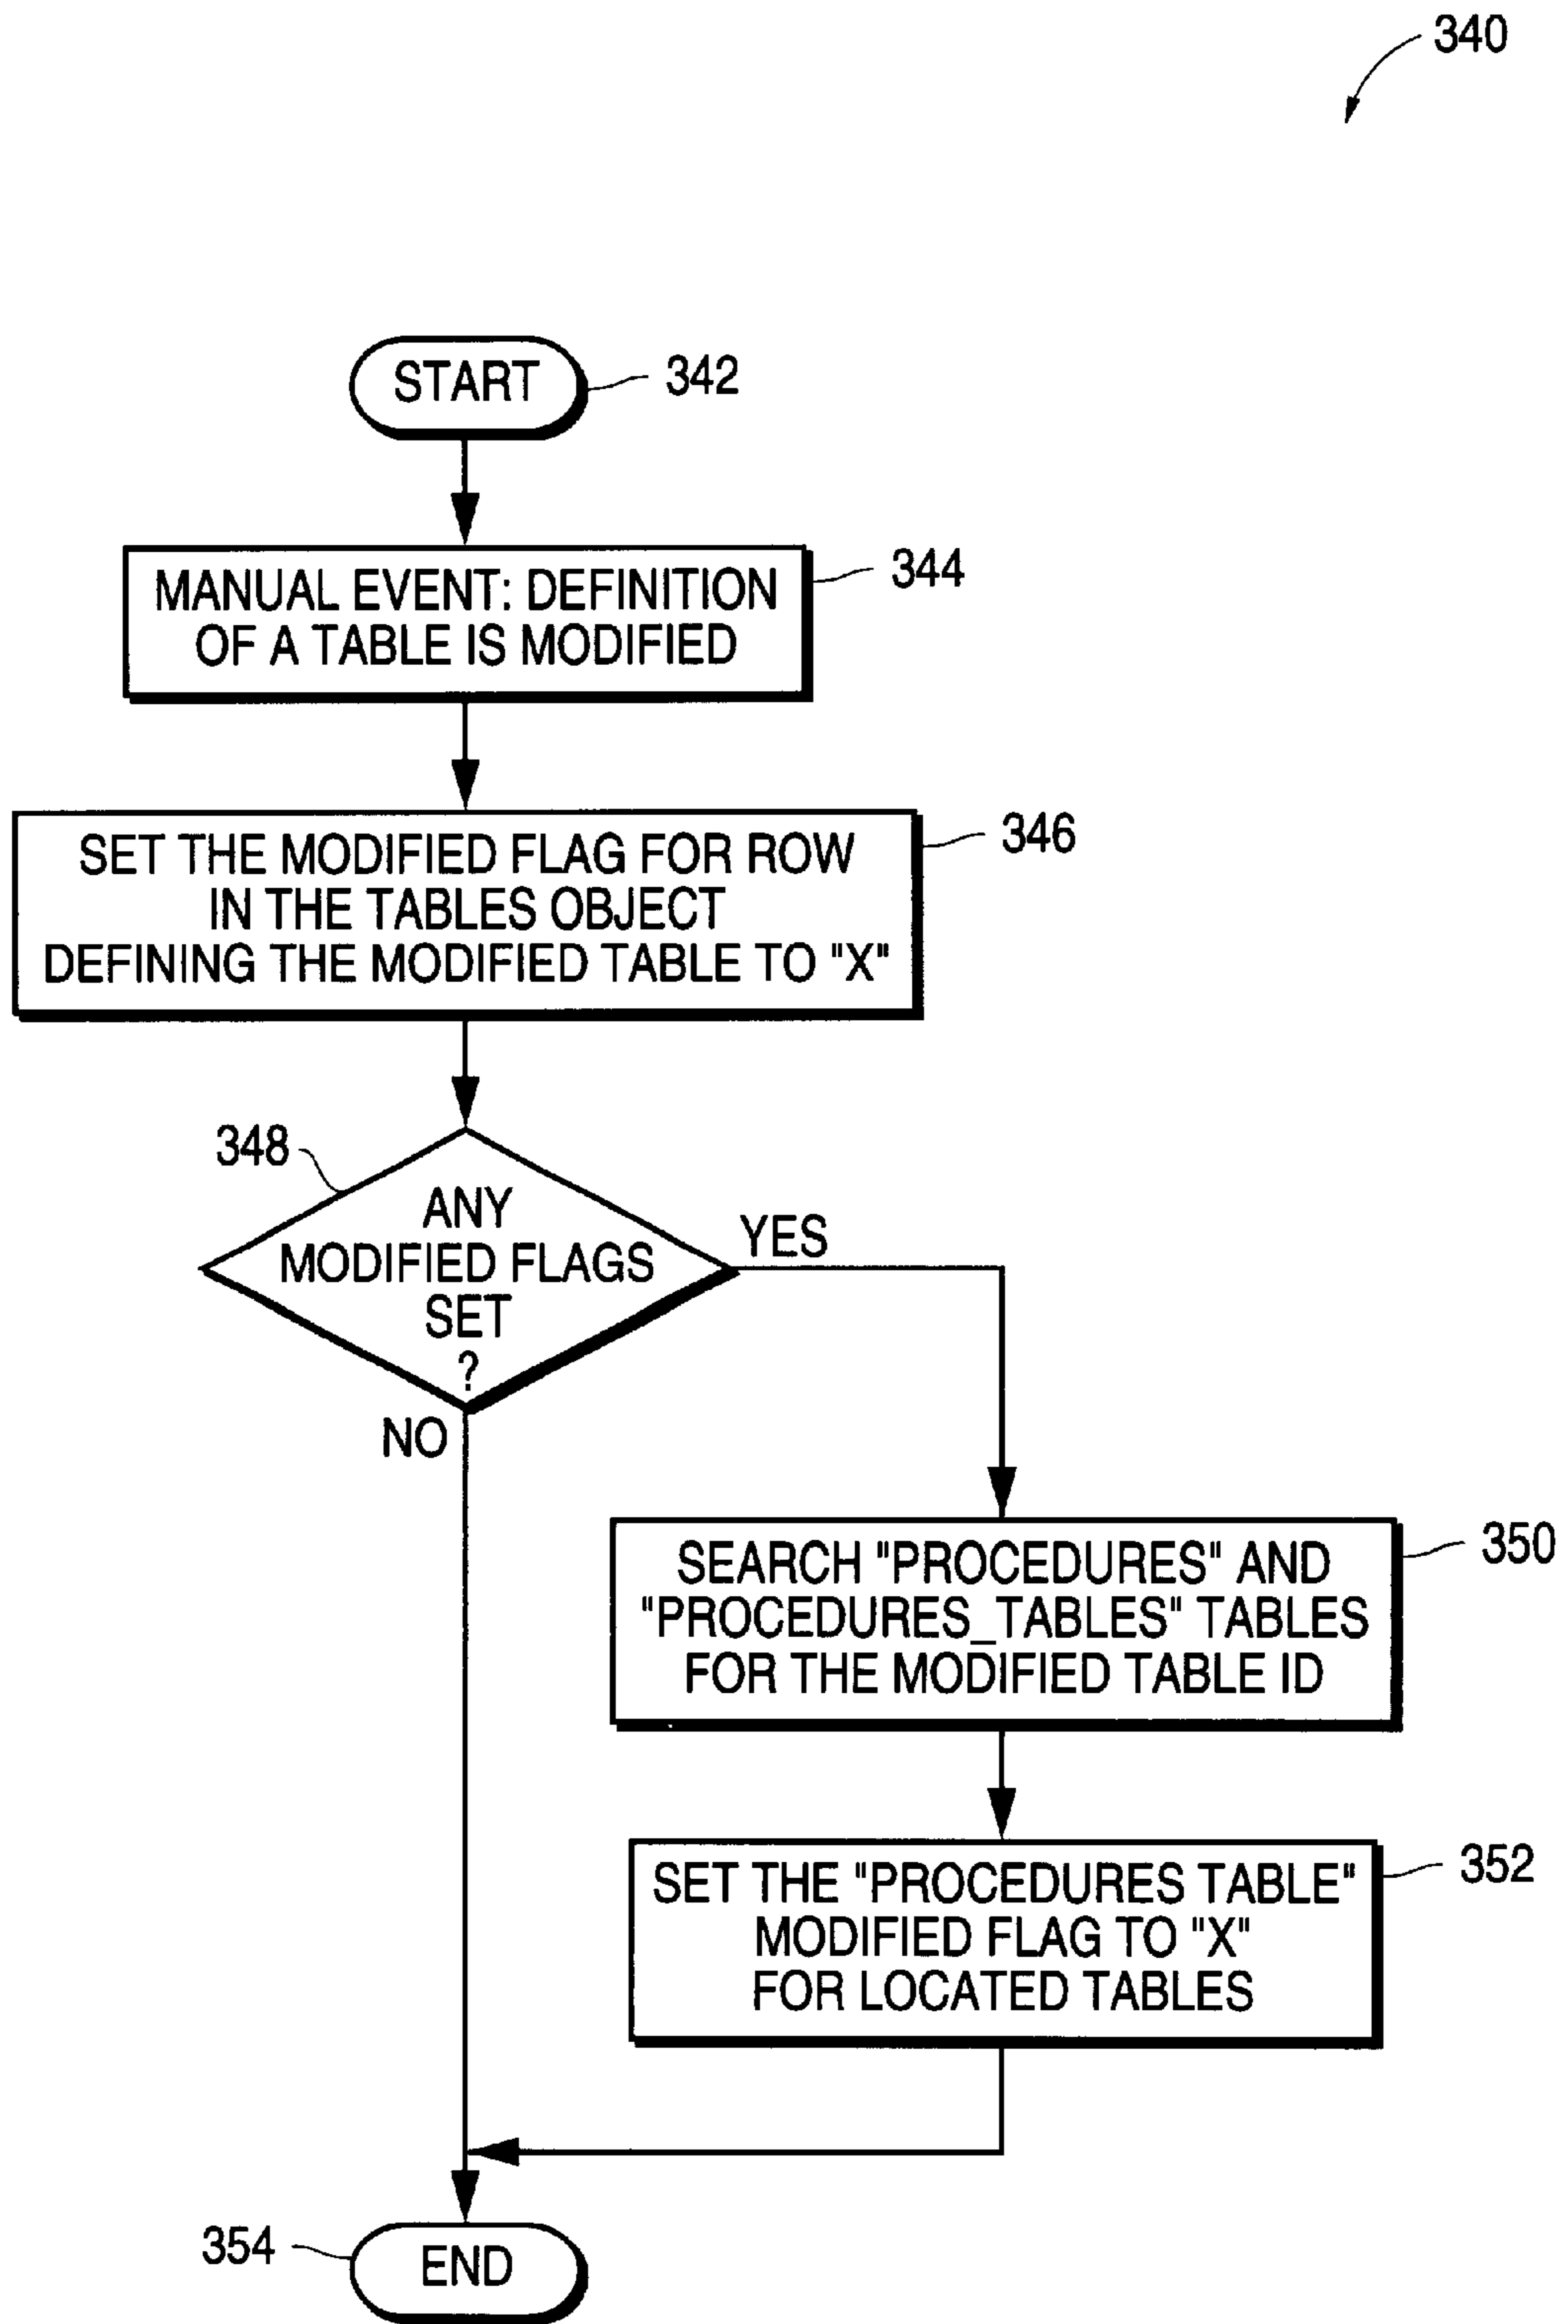 340
START
342
MANUAL EVENT: DEFINITION
OF A TABLE IS MODIFIED
344
SET THE MODIFIED FLAG FOR ROW
IN THE TABLES OBJECT
DEFINING THE MODIFIED TABLE TO "X"
346
348
ANY
MODIFIED FLAGS
SET
?
YES
NO
SEARCH "PROCEDURES" AND
"PROCEDURES_TABLES" TABLES
FOR THE MODIFIED TABLE ID
350
SET THE "PROCEDURES TABLE"
MODIFIED FLAG TO "X"
FOR LOCATED TABLES
352
354
END